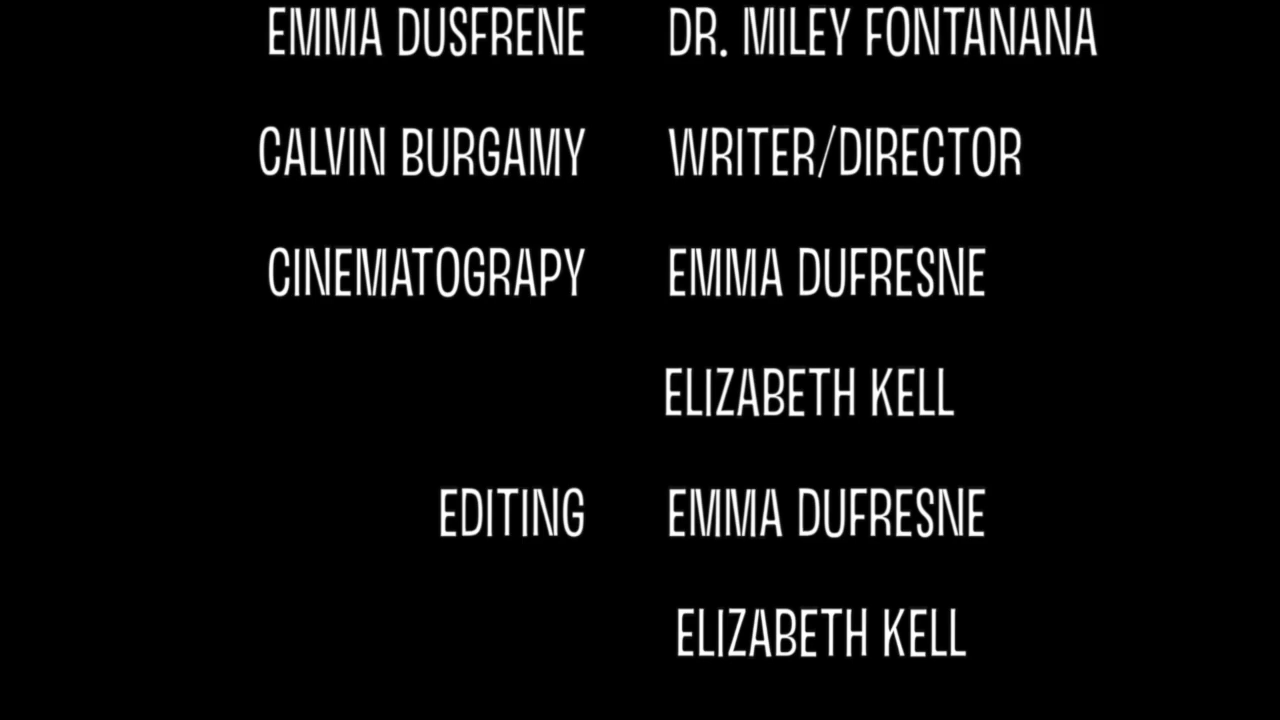 EMMA DUSFRENE DR. MILEY FONTANANA
CALVIN BURGAMY WRITER/DIRECTOR
CINEMATOGRAPY EMMA DUFRESNE
ELIZABETH KELL
EDITING EMMA DUFRESNE
ELIZABETH KELL